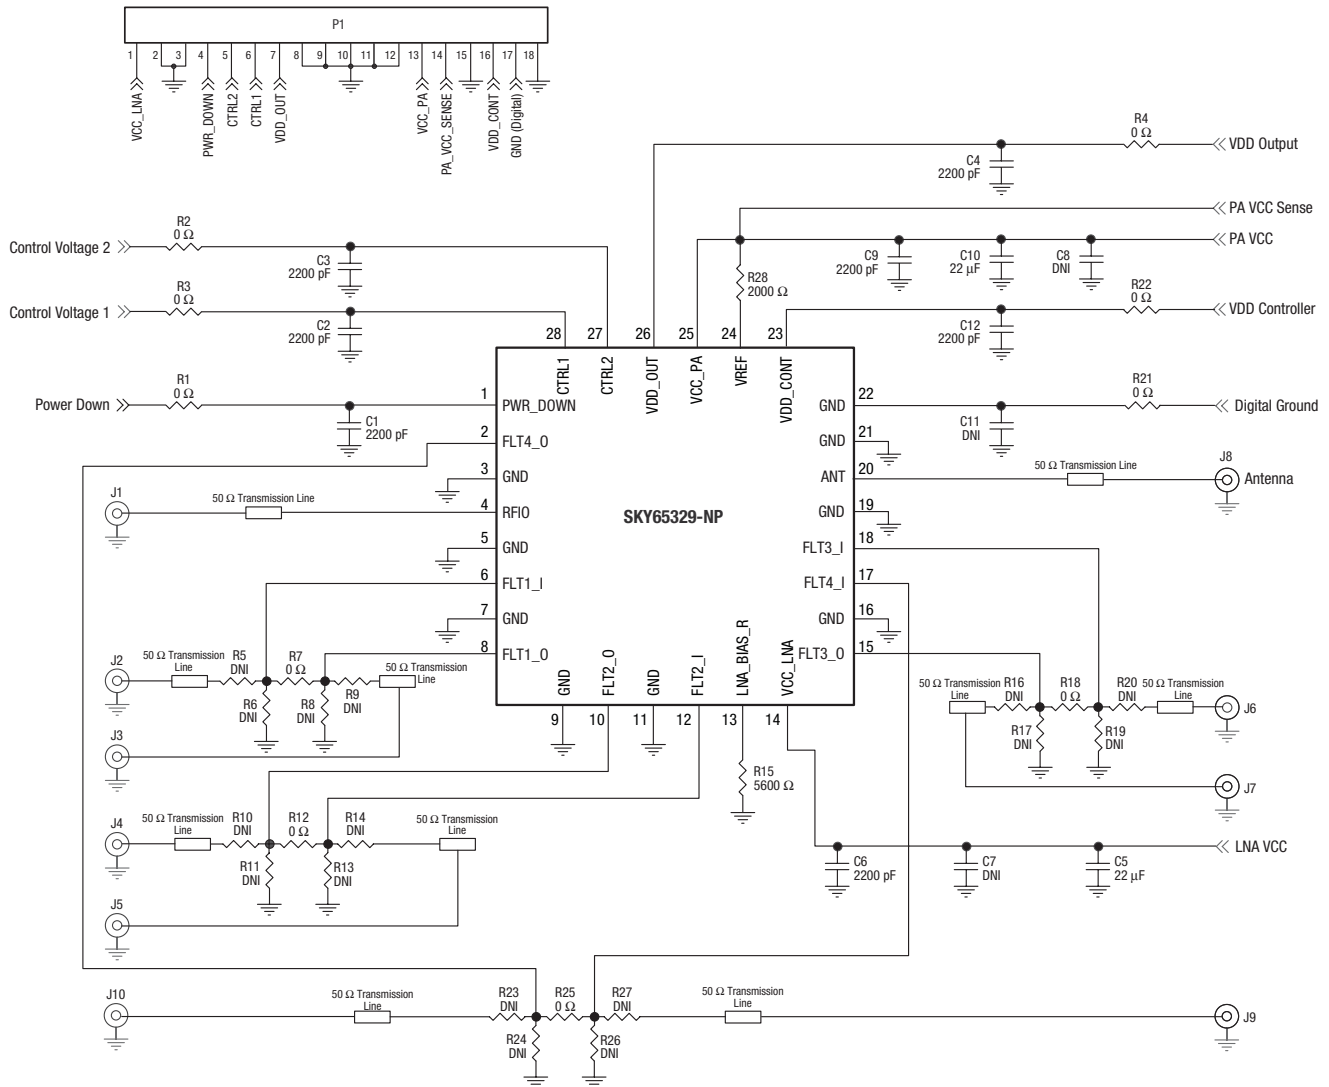 P1
1 2 3 4 5 6 7 8 9 10 11 12 13 14 15 16 17 18
VCC_LNA
PWR_DOWN
CTRL2
CTRL1
VDD_OUT
VCC_PA
PA_VCC_SENSE
VDD_CONT
GND (Digital)
R4
0 Ω
VDD Output
C4
2200 pF
PA VCC Sense
R2
0 Ω
Control Voltage 2
C3
2200 pF
PA VCC
C9
2200 pF
C10
22 μF
C8
DNI
R28
2000 Ω
R3
0 Ω
Control Voltage 1
C2
2200 pF
R22
0 Ω
VDD Controller
C12
2200 pF
28 27 26 25 24 23
CTRL1
CTRL2
VDD_OUT
VCC_PA
VREF
VDD_CONT
R1
0 Ω
Power Down
C1
2200 pF
1
PWR_DOWN
2
FLT4_O
3
GND
4
RFIO
5
GND
6
FLT1_I
7
GND
8
FLT1_O
SKY65329-NP
22
GND
21
GND
20
ANT
19
GND
18
FLT3_I
17
FLT4_I
16
GND
15
FLT3_O
R21
0 Ω
Digital Ground
C11
DNI
50 Ω Transmission Line
J8
Antenna
J1
50 Ω Transmission Line
GND
FLT2_O
GND
FLT2_I
LNA_BIAS_R
VCC_LNA
9 10 11 12 13 14
J2
50 Ω Transmission
Line
R5
DNI
R7
0 Ω
R9
DNI
50 Ω Transmission
Line
R6
DNI
R8
DNI
J3
50 Ω Transmission
Line
R16
DNI
R18
0 Ω
R20
DNI
50 Ω Transmission
Line
J6
R17
DNI
R19
DNI
J7
R15
5600 Ω
J4
50 Ω Transmission
Line
R10
DNI
R12
0 Ω
R14
DNI
50 Ω Transmission
Line
R11
DNI
R13
DNI
J5
LNA VCC
C6
2200 pF
C7
DNI
C5
22 μF
J10
50 Ω Transmission
Line
R23
DNI
R25
0 Ω
R27
DNI
50 Ω Transmission
Line
J9
R24
DNI
R26
DNI